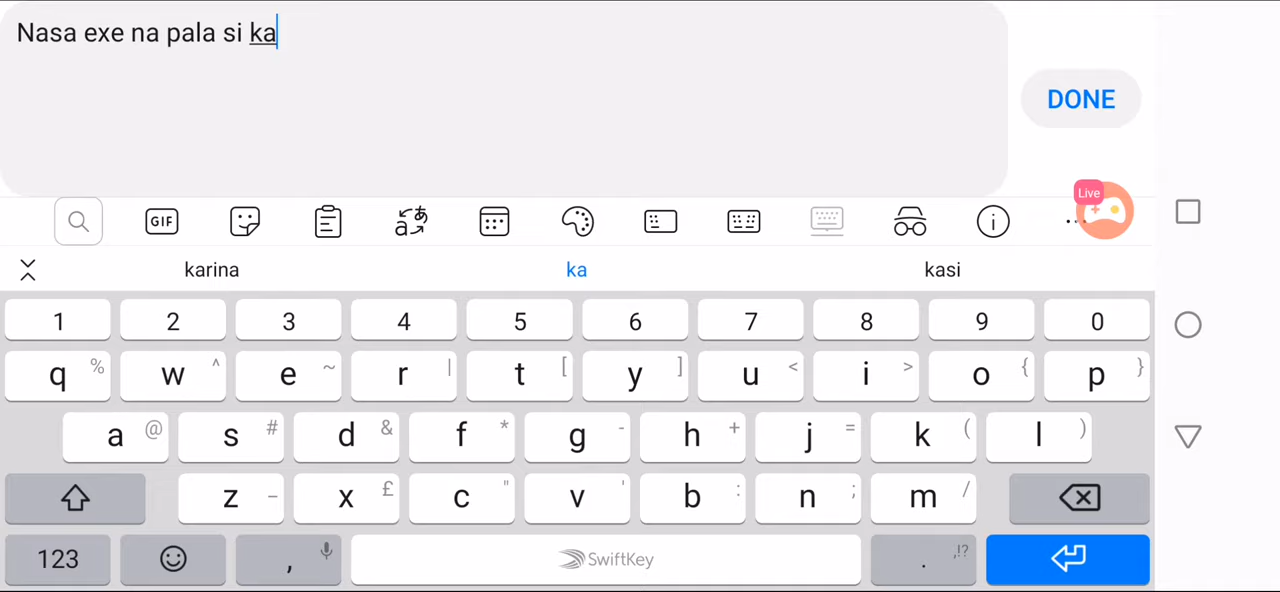 Nasa exe na pala si ka
DONE
Live
GIF
karina ka kasi
1 2 3 4 5 6 7 8 9 0
q % w ^ e ~ r | t [ y ] u < i > o { p }
a @ s # d & f * g - h + j = k ( l )
z _ x £ c " v ' b : n ; m /
123 , SwiftKey . ,!?